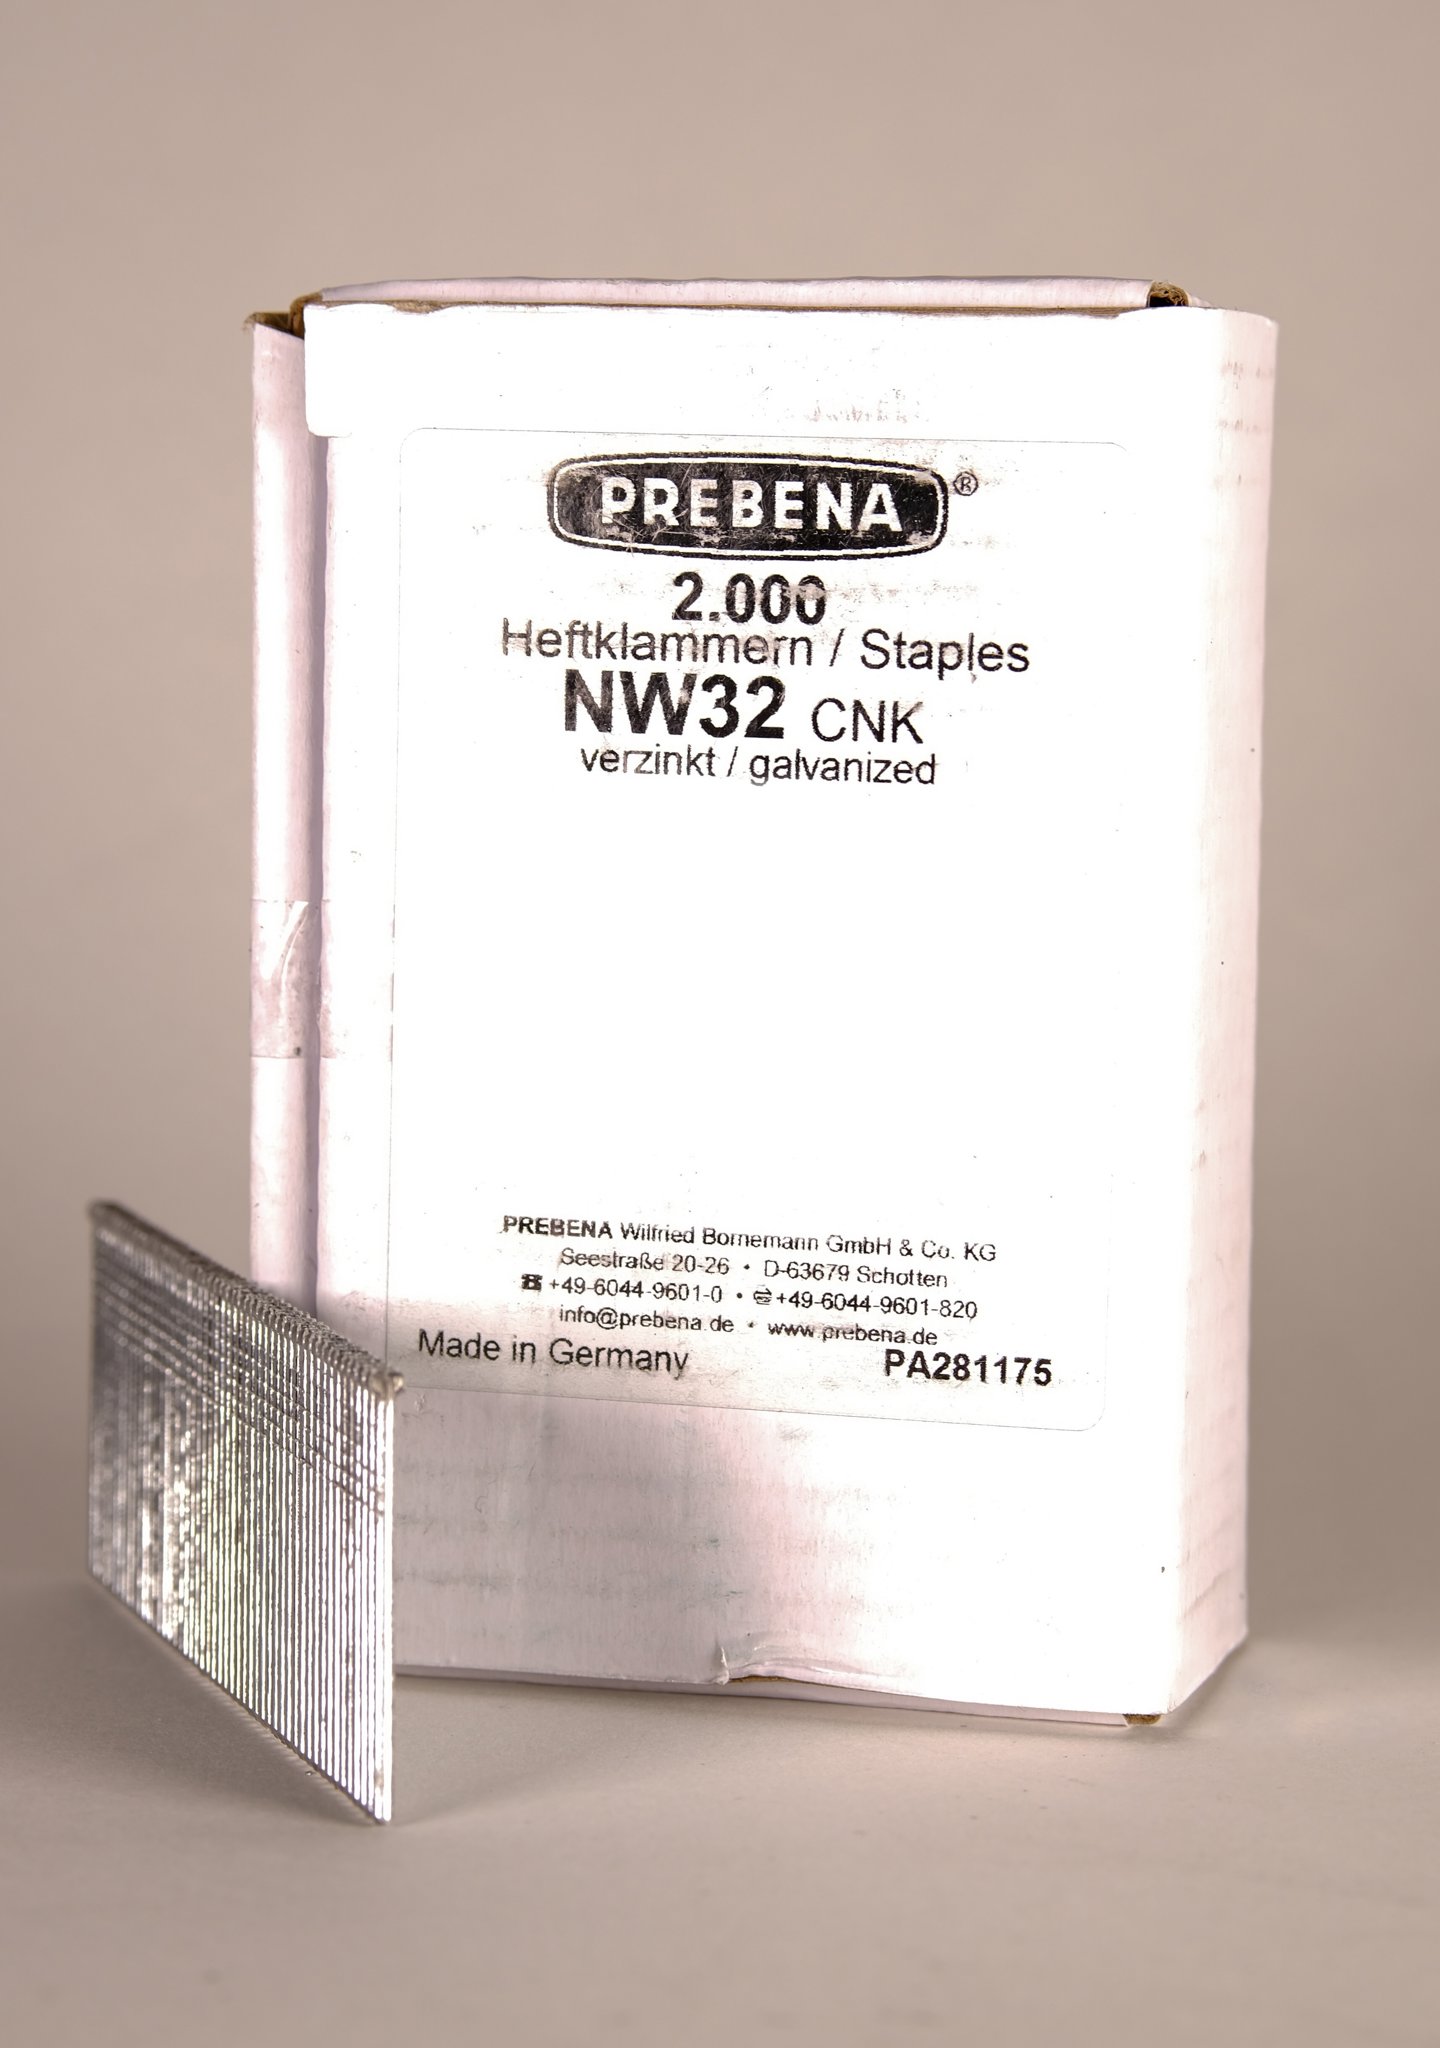 PREBENA®
2.000
Heftklammern / Staples
NW32 CNK
verzinkt / galvanized
PREBENA Wilfried Bornemann GmbH & Co. KG
Seestraße 20-26 • D-63679 Schotten
☎ +49-6044-9601-0 • +49-6044-9601-820
info@prebena.de • www.prebena.de
Made in Germany PA281175